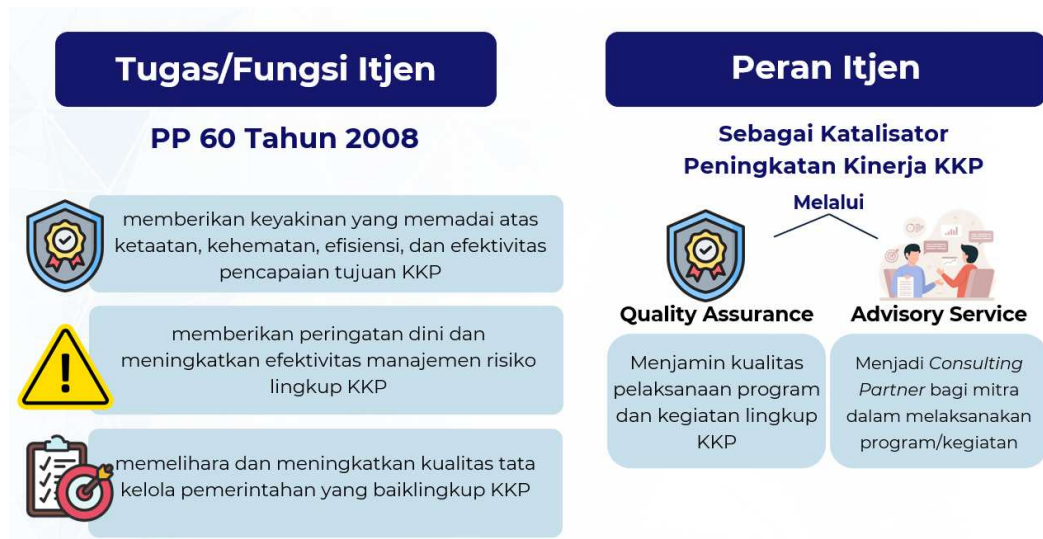 Tugas/Fungsi Itjen
PP 60 Tahun 2008
memberikan keyakinan yang memadai atas
ketaatan, kehematan, efisiensi, dan efektivitas
pencapaian tujuan KKP
memberikan peringatan dini dan
meningkatkan efektivitas manajemen risiko
lingkup KKP
memelihara dan meningkatkan kualitas tata
kelola pemerintahan yang baiklingkup KKP
Peran Itjen
Sebagai Katalisator
Peningkatan Kinerja KKP
Melalui
Quality Assurance
Menjamin kualitas
pelaksanaan program
dan kegiatan lingkup
KKP
Advisory Service
Menjadi Consulting
Partner bagi mitra
dalam melaksanakan
program/kegiatan